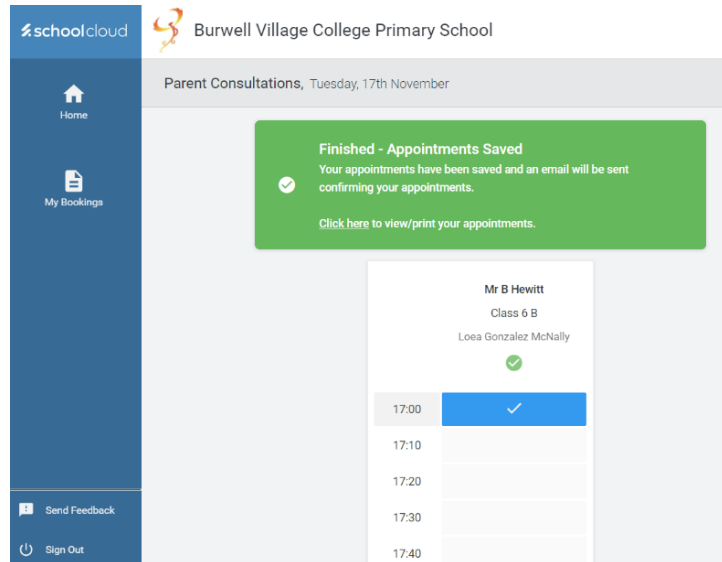 schoolcloud
Burwell Village College Primary School
Home
My Bookings
Send Feedback
Sign Out
Parent Consultations, Tuesday, 17th November
Finished - Appointments Saved
Your appointments have been saved and an email will be sent
confirming your appointments.
Click here to view/print your appointments.
Mr B Hewitt
Class 6 B
Loea Gonzalez McNally
17:00
17:10
17:20
17:30
17:40